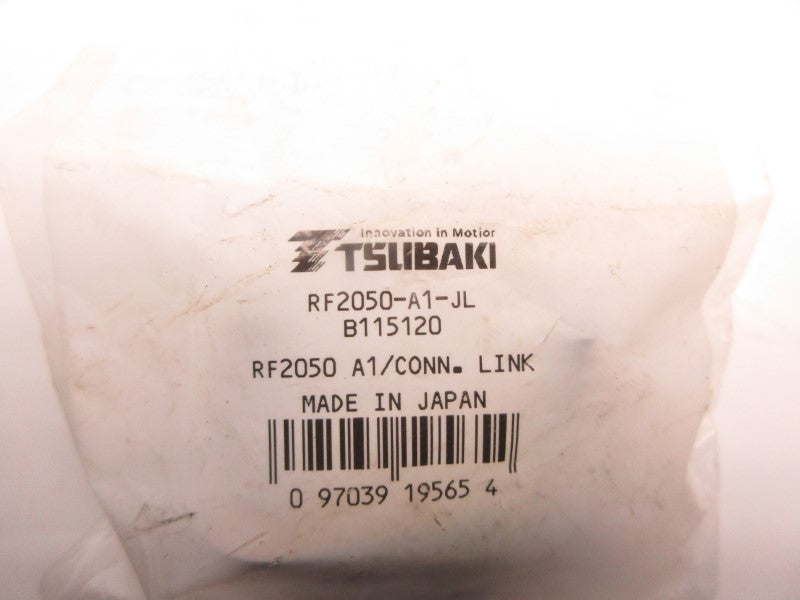 Innovation in Motion
TSUBAKI
RF2050-A1-JL
B115120
RF2050 A1/CONN. LINK
MADE IN JAPAN
0 97039 19565 4